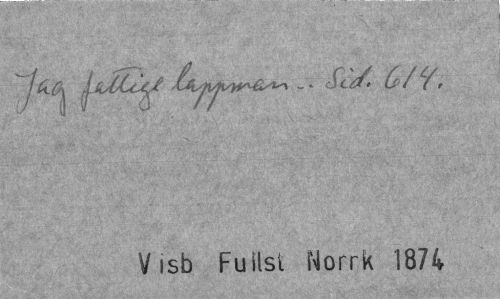 Jag fattige lappman... Sid. 614.
Visb Fullst Norrk 1874